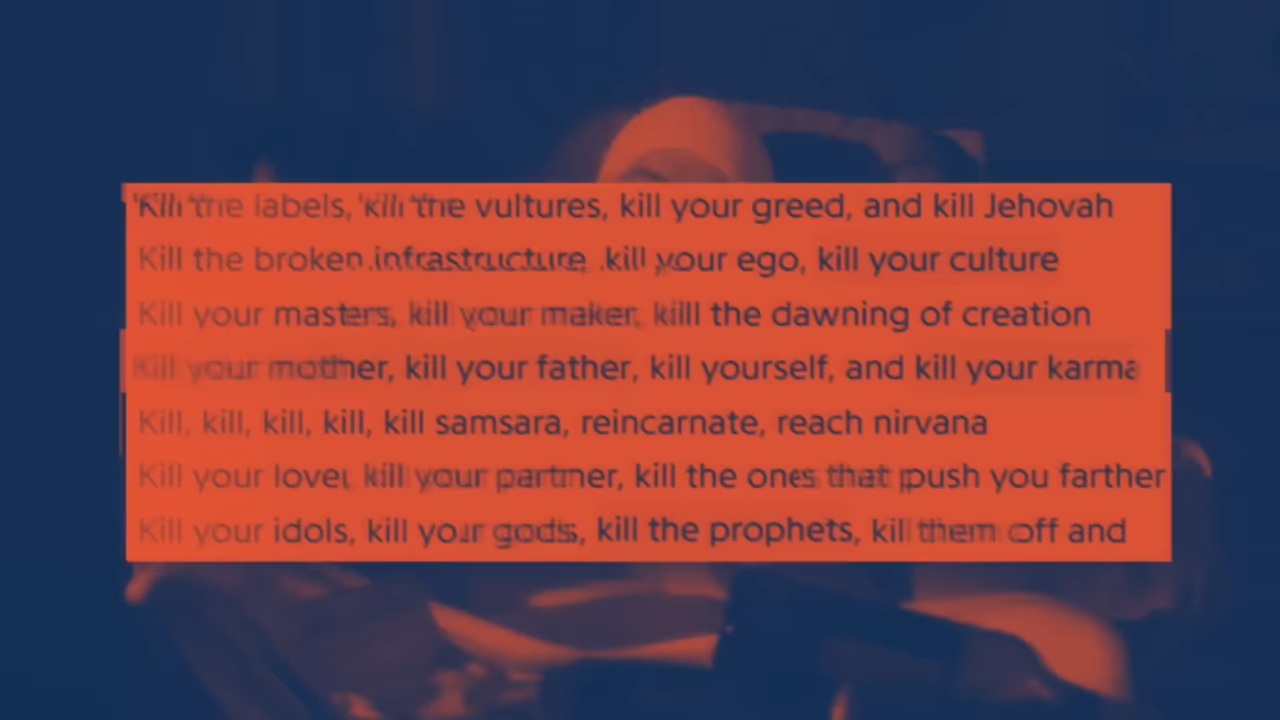 Kill the labels, kill the vultures, kill your greed, and kill Jehovah
Kill the broken infrastructure, kill your ego, kill your culture
Kill your masters, kill your maker, kill the dawning of creation
Kill your mother, kill your father, kill yourself, and kill your karma
Kill, kill, kill, kill, kill samsara, reincarnate, reach nirvana
Kill your lover, kill your partner, kill the ones that push you farther
Kill your idols, kill your gods, kill the prophets, kill them off and